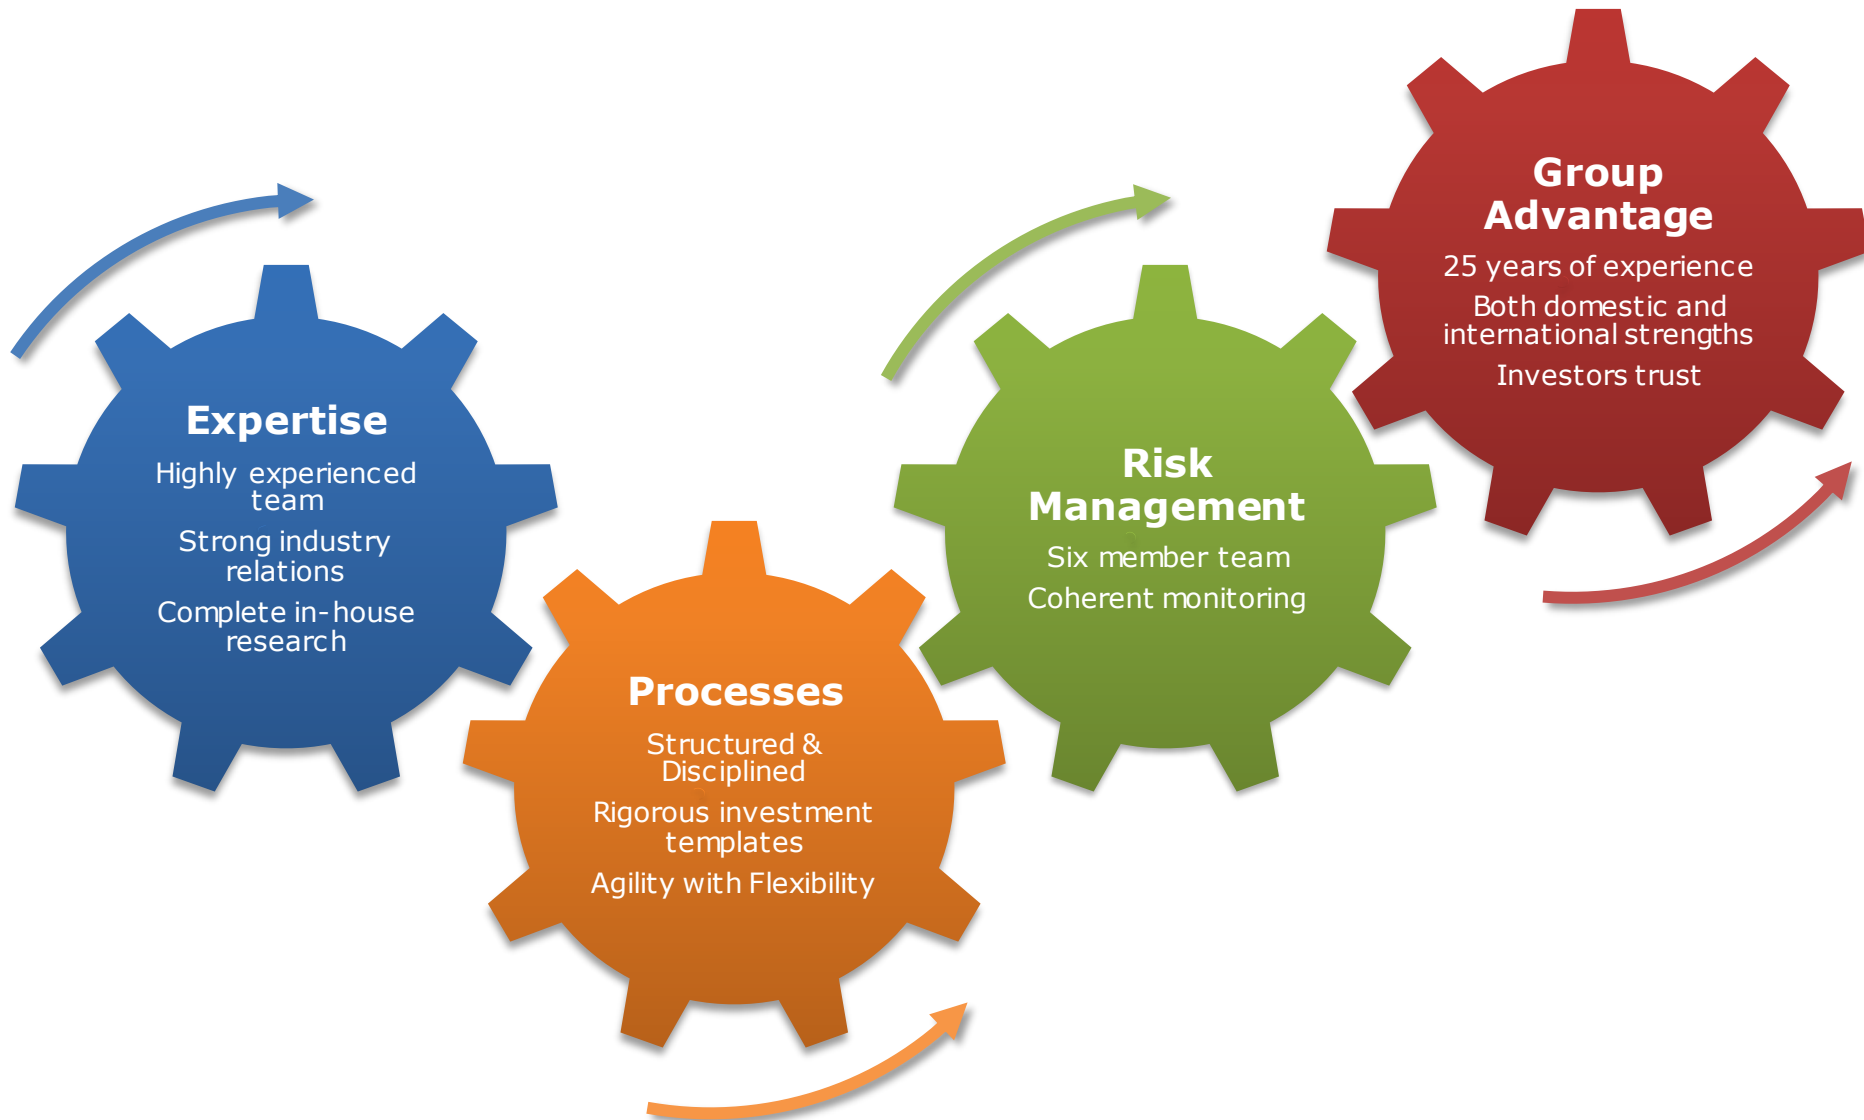 Expertise
Highly experienced
team
Strong industry
relations
Complete in-house
research
Processes
Structured &
Disciplined
Rigorous investment
templates
Agility with Flexibility
Risk
Management
Six member team
Coherent monitoring
Group
Advantage
25 years of experience
Both domestic and
international strengths
Investors trust